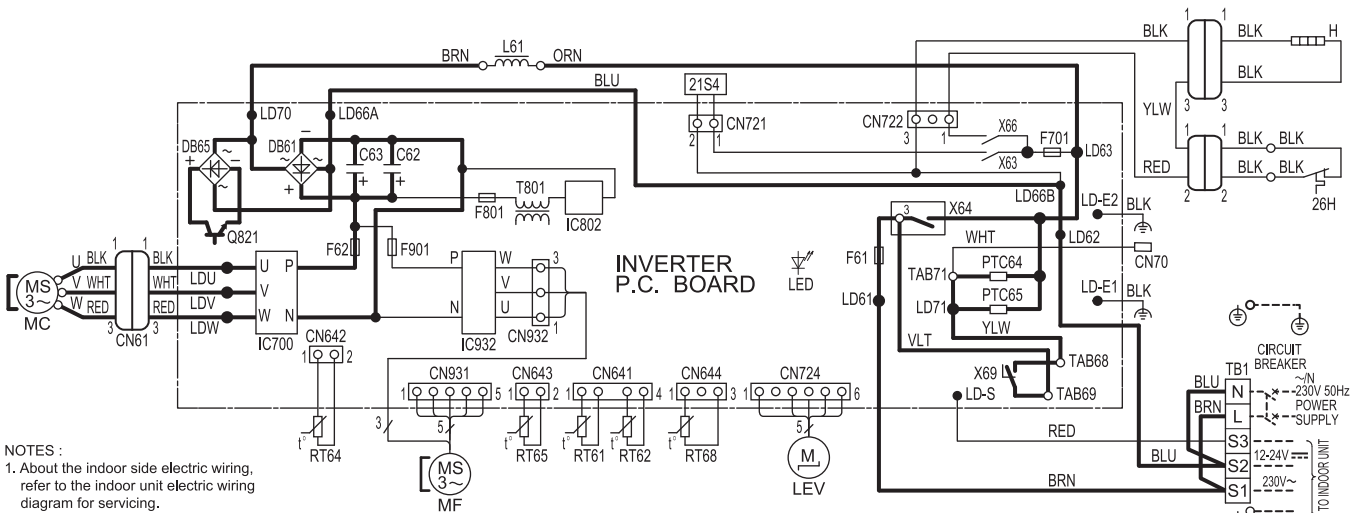 BRN L61 ORN
BLU
21S4
BLK 1 1 BLK H
BLK
YLW 3 3
1 1 BLK BLK
RED BLK BLK
2 2 26H
LD70 LD66A
DB65 + − ~ ~
DB61 − ~ ~ +
C63 C62
+ +
Q821
F801 T801 IC802
CN721
2 1
CN722
3 1
X66
X63
F701
LD63
LD66B
LD-E2 BLK
LD62
X64
3
WHT
CN70
F61
TAB71 PTC64
LD61
LD71 PTC65
LD-E1 BLK
YLW
VLT
X69 TAB68
TAB69
LD-S
INVERTER
P.C. BOARD
LED
F62 F901
MS
3~
MC
U BLK 1 1 BLK LDU U P
V WHT WHT LDV V
W RED 3 3 RED LDW W N
CN61
IC700
P W 3
V
N U 1
IC932 CN932
CN642
1 2
t°
RT64
3
CN931
1 5
5
MS
3~
MF
CN643
1 2
t°
RT65
CN641
1 4
t° t°
RT61 RT62
CN644
1 3
t°
RT68
CN724
1 6
5
M
LEV
CIRCUIT
BREAKER
TB1
BLU N ~/N
230V 50Hz
BRN L POWER
SUPPLY
RED S3
BLU S2 12-24V
BRN S1 230V~
TO INDOOR UNIT
NOTES :
1. About the indoor side electric wiring,
refer to the indoor unit electric wiring
diagram for servicing.